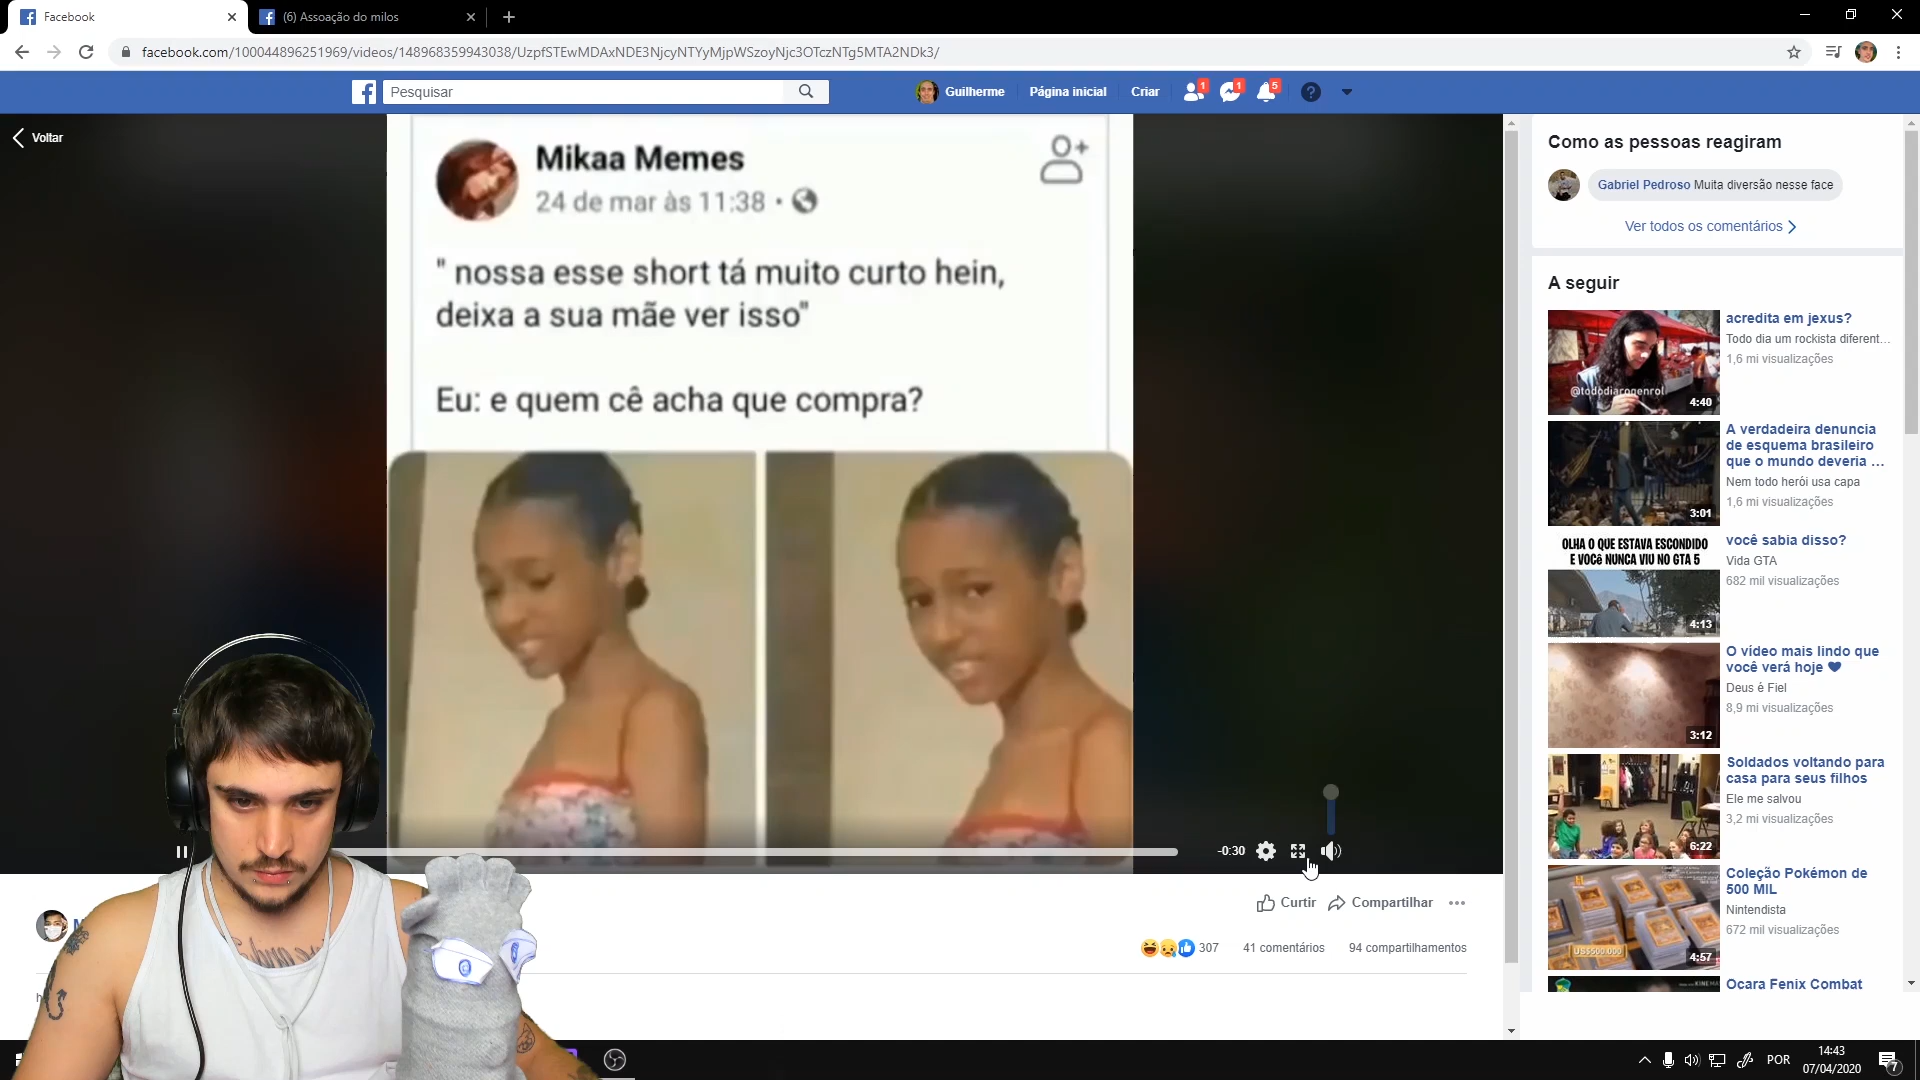 Facebook
(6) Assoação do milos
facebook.com/100044896251969/videos/148968359943038/UzpfSTEwMDAxNDE3NjcyNTYyMjpWSzoyNjc3OTczNTg5MTA2NDk3/
Pesquisar
Guilherme
Página inicial
Criar
1
1
5
Voltar
Mikaa Memes
24 de mar às 11:38
" nossa esse short tá muito curto hein,
deixa a sua mãe ver isso"
Eu: e quem cê acha que compra?
-0:30
Curtir
Compartilhar
307
41 comentários
94 compartilhamentos
Como as pessoas reagiram
Gabriel Pedroso Muita diversão nesse face
Ver todos os comentários
A seguir
@tododiarogenrol
4:40
acredita em jexus?
Todo dia um rockista diferent...
1,6 mi visualizações
3:01
A verdadeira denuncia
de esquema brasileiro
que o mundo deveria ...
Nem todo herói usa capa
1,6 mi visualizações
OLHA O QUE ESTAVA ESCONDIDO
E VOCê NUNCA VIU NO GTA 5
4:13
você sabia disso?
Vida GTA
682 mil visualizações
3:12
O vídeo mais lindo que
você verá hoje
Deus é Fiel
8,9 mi visualizações
6:22
Soldados voltando para
casa para seus filhos
Ele me salvou
3,2 mi visualizações
US$500.000
4:57
Coleção Pokémon de
500 MIL
Nintendista
672 mil visualizações
Ocara Fenix Combat
POR
14:43
07/04/2020
7